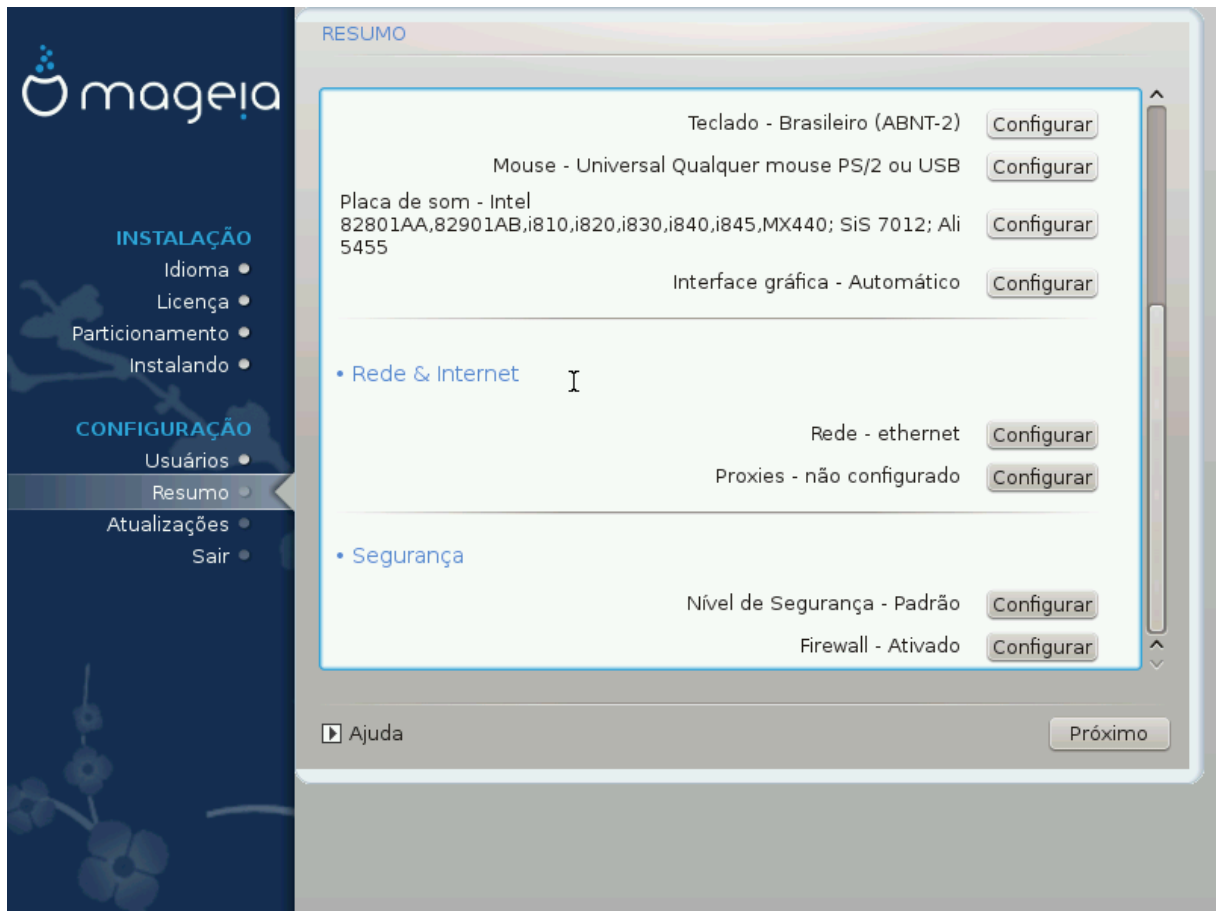 mageia
INSTALAÇÃO
Idioma
Licença
Particionamento
Instalando
CONFIGURAÇÃO
Usuários
Resumo
Atualizações
Sair
RESUMO
Teclado - Brasileiro (ABNT-2) Configurar
Mouse - Universal Qualquer mouse PS/2 ou USB Configurar
Placa de som - Intel
82801AA,82901AB,i810,i820,i830,i840,i845,MX440; SiS 7012; Ali Configurar
5455
Interface gráfica - Automático Configurar
• Rede & Internet
Rede - ethernet Configurar
Proxies - não configurado Configurar
• Segurança
Nível de Segurança - Padrão Configurar
Firewall - Ativado Configurar
Ajuda Próximo